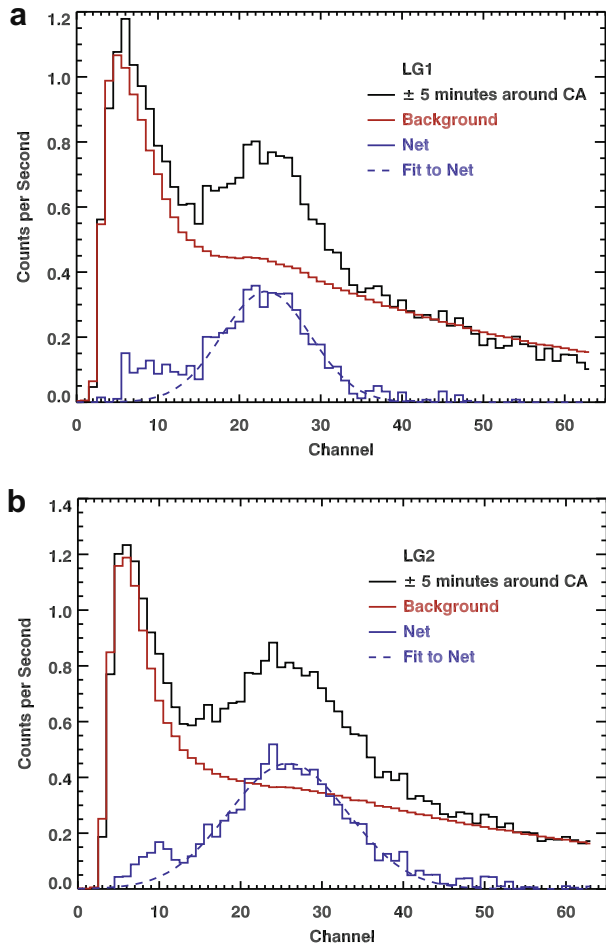 a
1.2
1.0
0.8
0.6
0.4
0.2
0.0
Counts per Second
LG1
± 5 minutes around CA
Background
Net
Fit to Net
0 10 20 30 40 50 60
Channel
b
1.4
1.2
1.0
0.8
0.6
0.4
0.2
0.0
Counts per Second
LG2
± 5 minutes around CA
Background
Net
Fit to Net
0 10 20 30 40 50 60
Channel